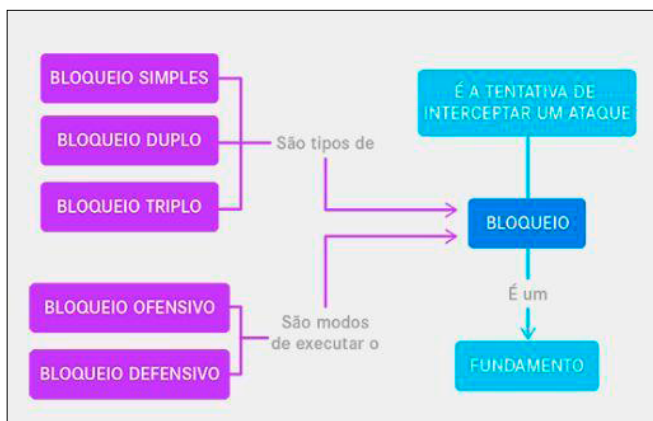 BLOQUEIO SIMPLES
BLOQUEIO DUPLO
BLOQUEIO TRIPLO
São tipos de
BLOQUEIO OFENSIVO
BLOQUEIO DEFENSIVO
São modos
de executar o
É A TENTATIVA DE
INTERCEPTAR UM ATAQUE
BLOQUEIO
É um
FUNDAMENTO